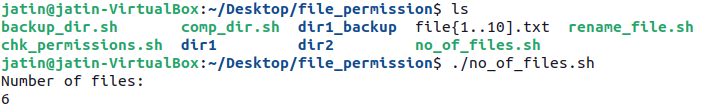 jatin@jatin-VirtualBox:~/Desktop/file_permission$ ls
backup_dir.sh comp_dir.sh dir1_backup file{1..10}.txt rename_file.sh
chk_permissions.sh dir1 dir2 no_of_files.sh
jatin@jatin-VirtualBox:~/Desktop/file_permission$ ./no_of_files.sh
Number of files:
6